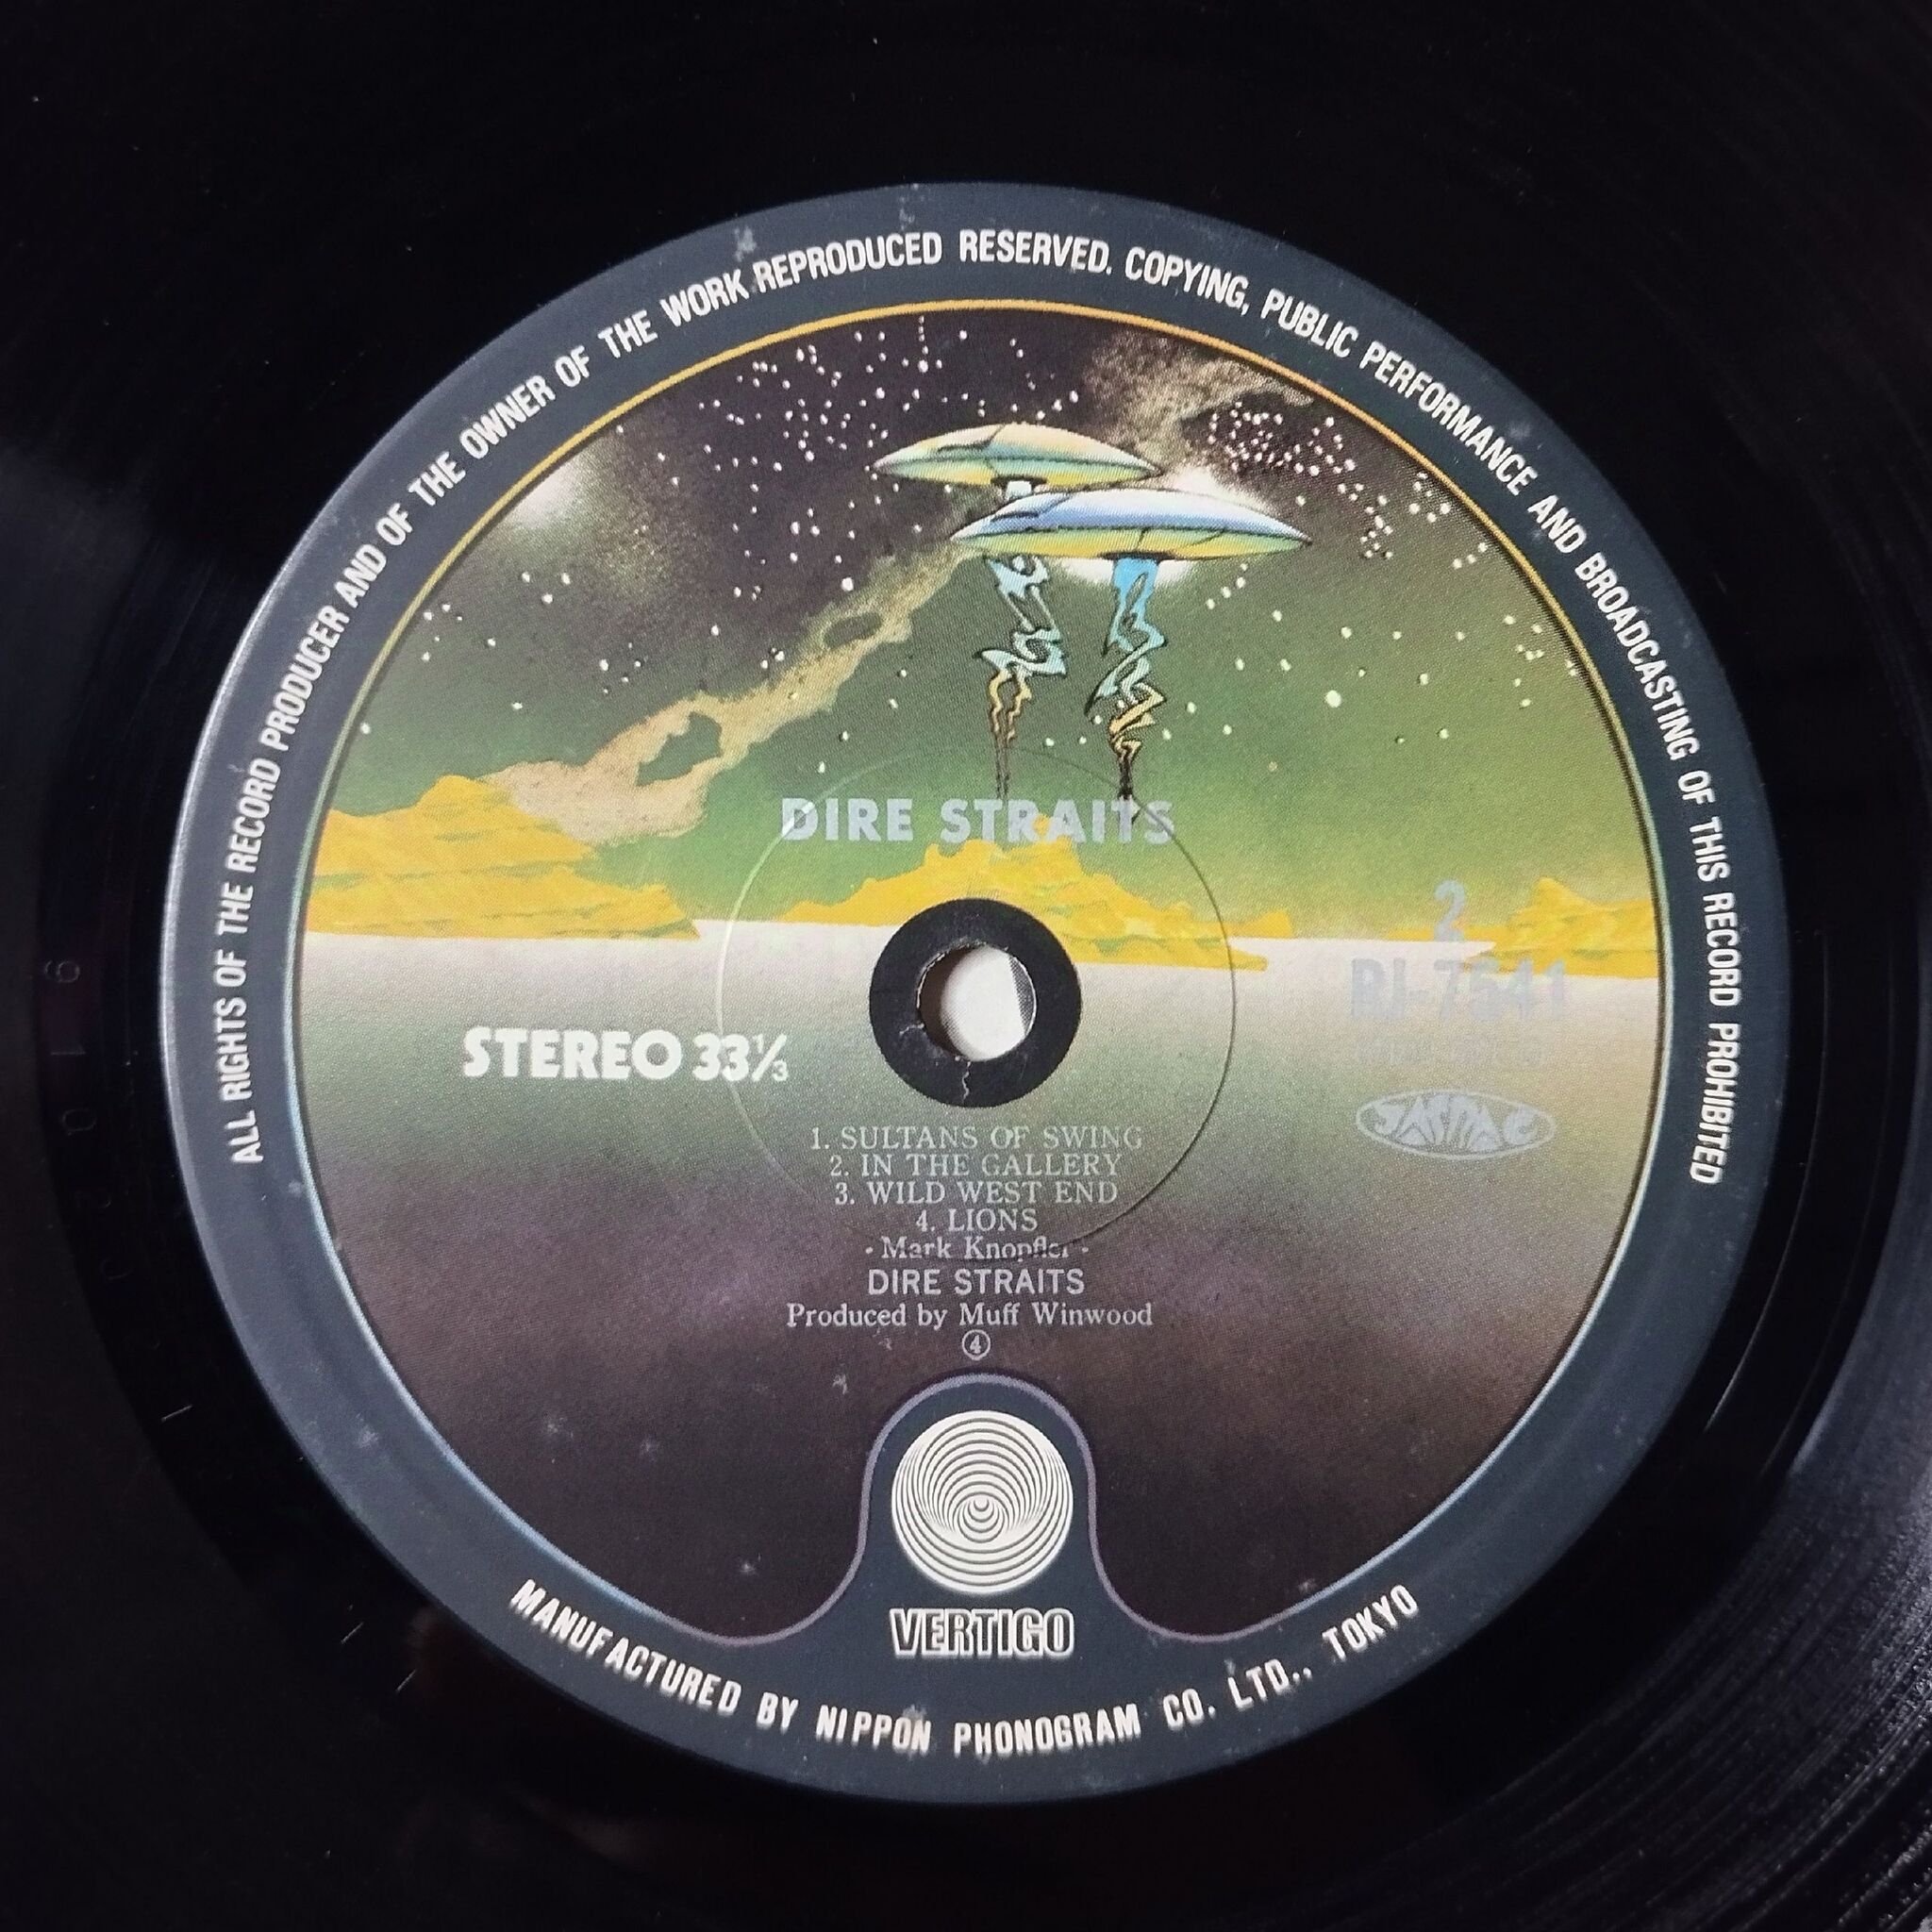 ALL RIGHTS OF THE RECORD PRODUCER AND OF THE OWNER OF THE WORK REPRODUCED RESERVED. COPYING, PUBLIC PERFORMANCE AND BROADCASTING OF THIS RECORD PROHIBITED
DIRE STRAITS
2
RJ-7541
STEREO 33⅓
JASRAC
1. SULTANS OF SWING
2. IN THE GALLERY
3. WILD WEST END
4. LIONS
- Mark Knopfler -
DIRE STRAITS
Produced by Muff Winwood
④
VERTIGO
MANUFACTURED BY NIPPON PHONOGRAM CO. LTD., TOKYO